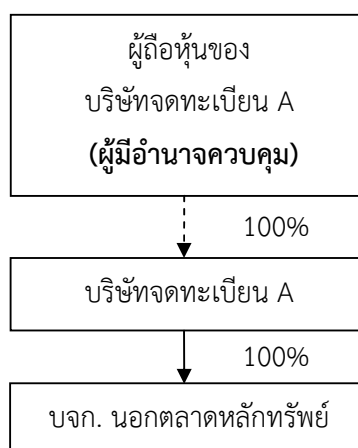 ผู้ถือหุ้นของ
บริษัทจดทะเบียน A
(ผู้มีอำนาจควบคุม)
100%
บริษัทจดทะเบียน A
100%
บจก. นอกตลาดหลักทรัพย์